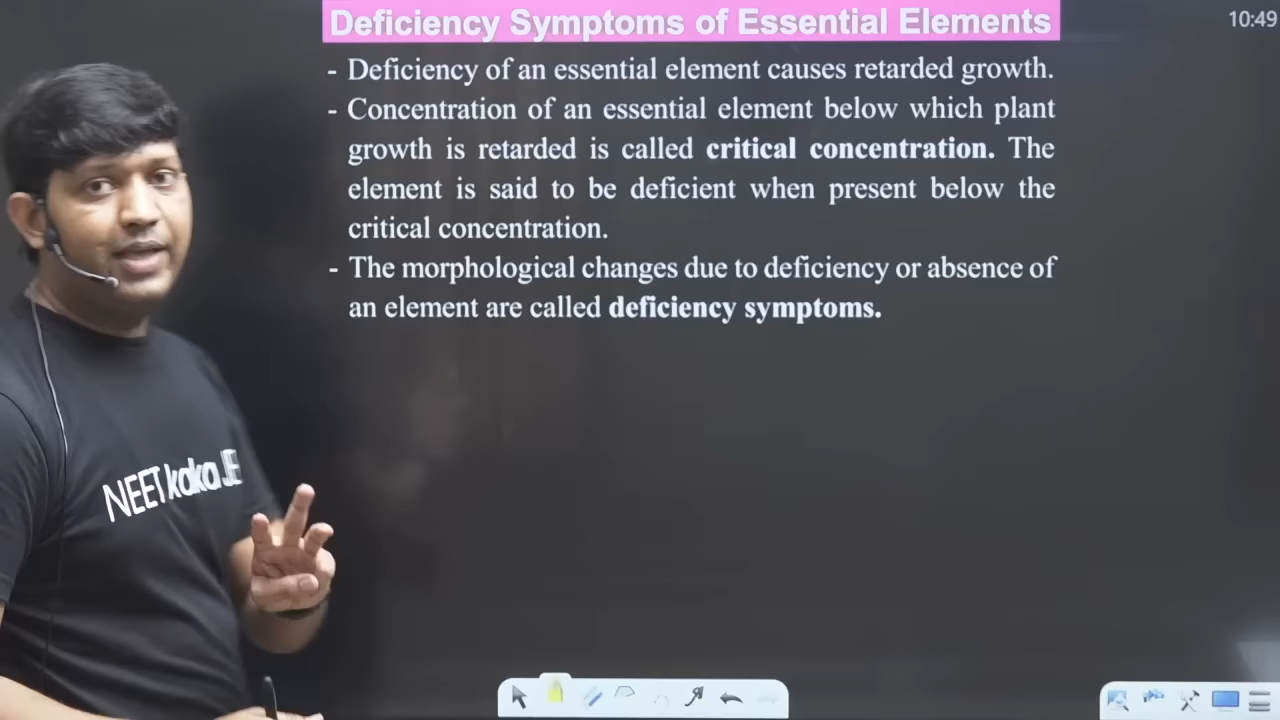 Deficiency Symptoms of Essential Elements
10:49
- Deficiency of an essential element causes retarded growth.
- Concentration of an essential element below which plant
growth is retarded is called critical concentration. The
element is said to be deficient when present below the
critical concentration.
- The morphological changes due to deficiency or absence of
an element are called deficiency symptoms.
NEET kaka JEE